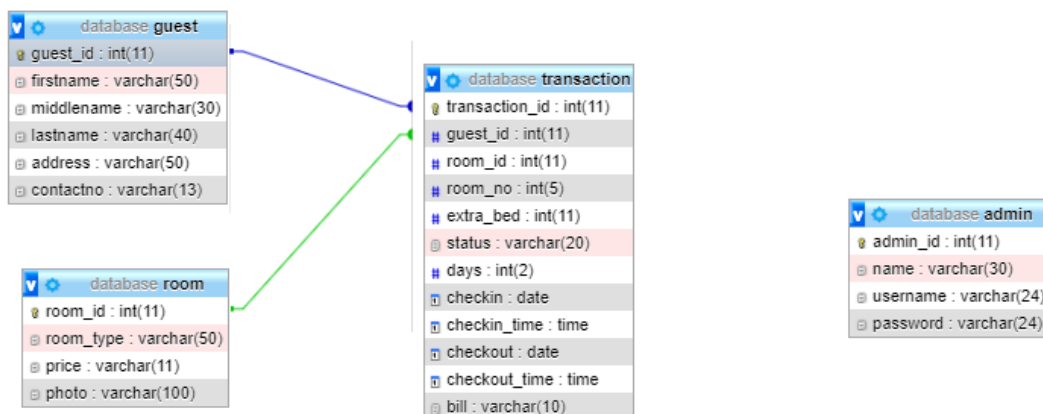 database guest
guest_id : int(11)
firstname : varchar(50)
middlename : varchar(30)
lastname : varchar(40)
address : varchar(50)
contactno : varchar(13)
database room
room_id : int(11)
room_type : varchar(50)
price : varchar(11)
photo : varchar(100)
database transaction
transaction_id : int(11)
guest_id : int(11)
room_id : int(11)
room_no : int(5)
extra_bed : int(11)
status : varchar(20)
days : int(2)
checkin : date
checkin_time : time
checkout : date
checkout_time : time
bill : varchar(10)
database admin
admin_id : int(11)
name : varchar(30)
username : varchar(24)
password : varchar(24)